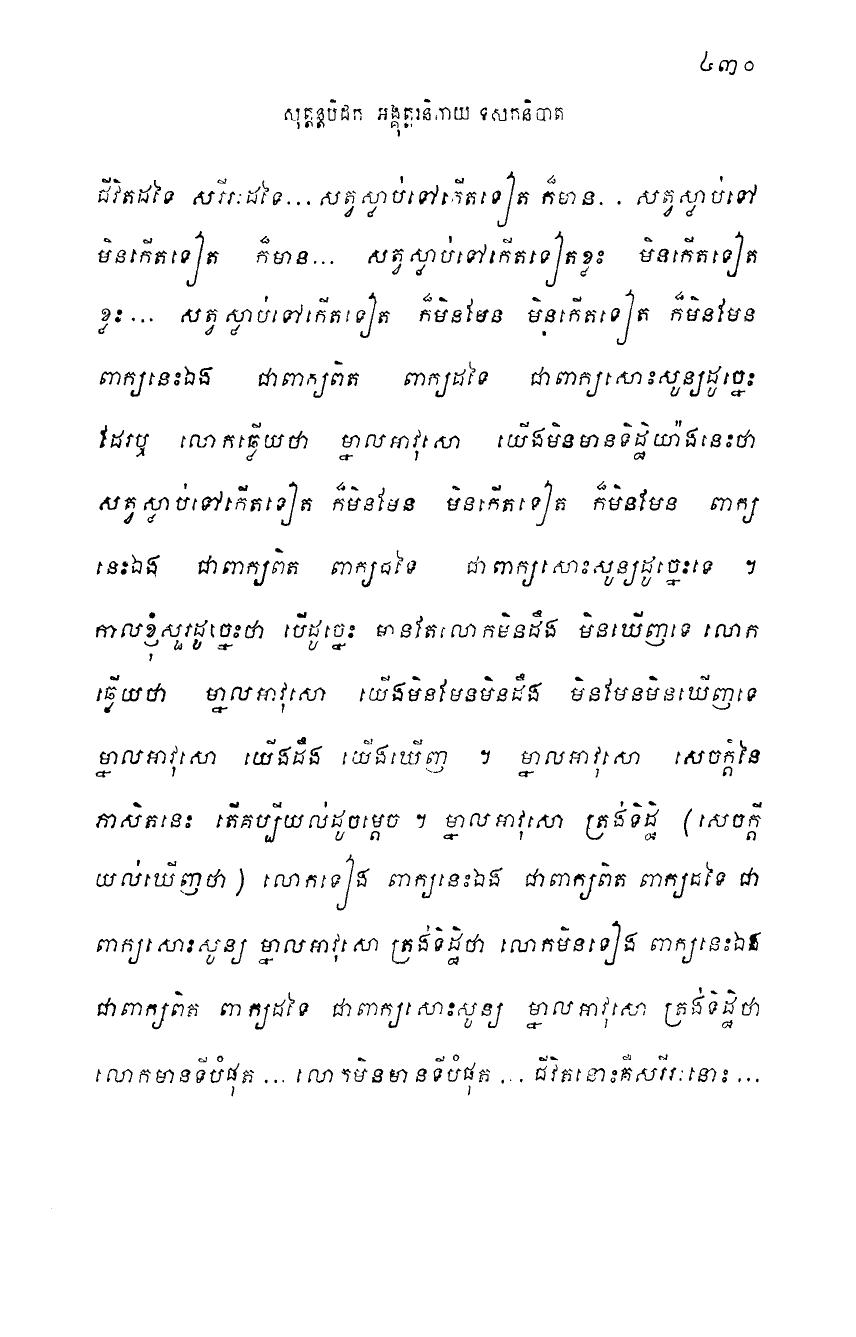 ៤៣០
សុត្តន្តបិដក អង្គុត្តរនិកាយ ទសកនិបាត
ជីវិតដទៃ សរីរៈដទៃ... សត្វស្លាប់ទៅកើតទៀត ក៏មាន.. សត្វស្លាប់ទៅ
មិនកើតទៀត ក៏មាន... សត្វស្លាប់ទៅកើតទៀតខ្លះ មិនកើតទៀត
ខ្លះ... សត្វស្លាប់ទៅកើតទៀត ក៏មិនមែន មិនកើតទៀត ក៏មិនមែន
ពាក្យនេះឯង ជាពាក្យពិត ពាក្យដទៃ ជាពាក្យសោះសូន្យដូច្នេះ
ដែរឬ លោកឆ្លើយថា ម្នាលអាវុសោ យើងមិនមានទិដ្ឋិយ៉ាងនេះថា
សត្វស្លាប់ទៅកើតទៀត ក៏មិនមែន មិនកើតទៀត ក៏មិនមែន ពាក្យ
នេះឯង ជាពាក្យពិត ពាក្យដទៃ ជាពាក្យសោះសូន្យដូច្នេះទេ ។
កាលខ្ញុំសួរដូច្នេះថា បើដូច្នេះ មានតែលោកមិនដឹង មិនឃើញទេ លោក
ឆ្លើយថា ម្នាលអាវុសោ យើងមិនមែនមិនដឹង មិនមែនមិនឃើញទេ
ម្នាលអាវុសោ យើងដឹង យើងឃើញ ។ ម្នាលអាវុសោ សេចក្តីនៃ
ភាសិតនេះ តើគប្បីយល់ដូចម្តេច ។ ម្នាលអាវុសោ ត្រង់ទិដ្ឋិ (សេចក្តី
យល់ឃើញថា) លោកទៀង ពាក្យនេះឯង ជាពាក្យពិត ពាក្យដទៃ ជា
ពាក្យសោះសូន្យ ម្នាលអាវុសោ ត្រង់ទិដ្ឋិថា លោកមិនទៀង ពាក្យនេះឯង
ជាពាក្យពិត ពាក្យដទៃ ជាពាក្យសោះសូន្យ ម្នាលអាវុសោ ត្រង់ទិដ្ឋិថា
លោកមានទីបំផុត ... លោកមិនមានទីបំផុត ... ជីវិតនោះគឺសរីរៈនោះ ...